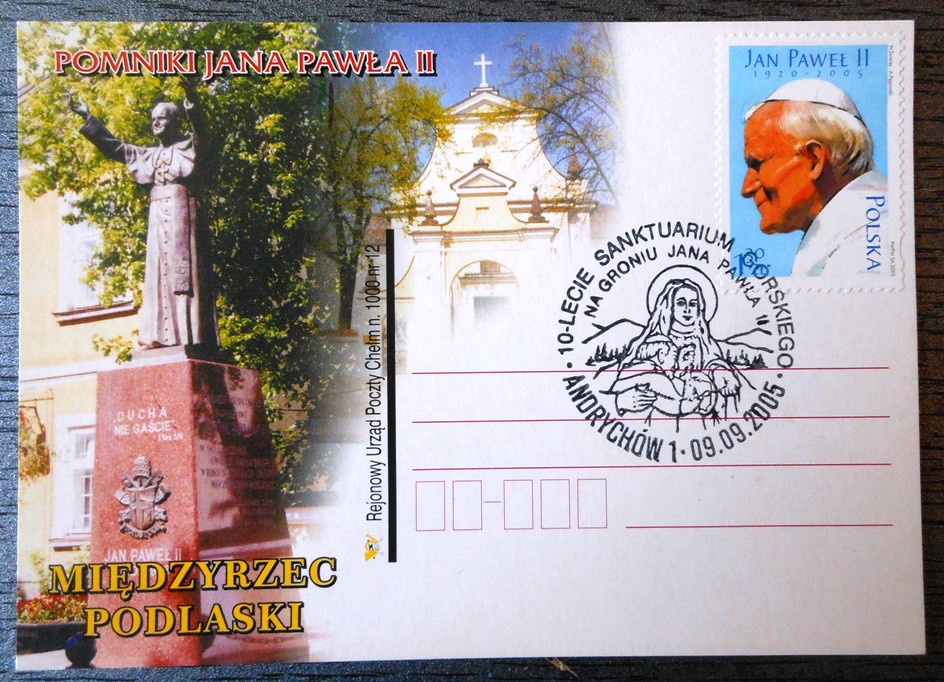 POMNIKI JANA PAWŁA II
JAN PAWEŁ II
1920-2005
POLSKA
„DUCHA
NIE GAŚCIE"
JAN PAWEŁ II
MIĘDZYRZEC
PODLASKI
Rejonowy Urząd Poczty Chełm n. 1000 nr 12
· 10-LECIE SANKTUARIUM GÓRSKIEGO ·
NA GRONIU JANA PAWŁA II
ANDRYCHÓW 1 · 09.09.2005